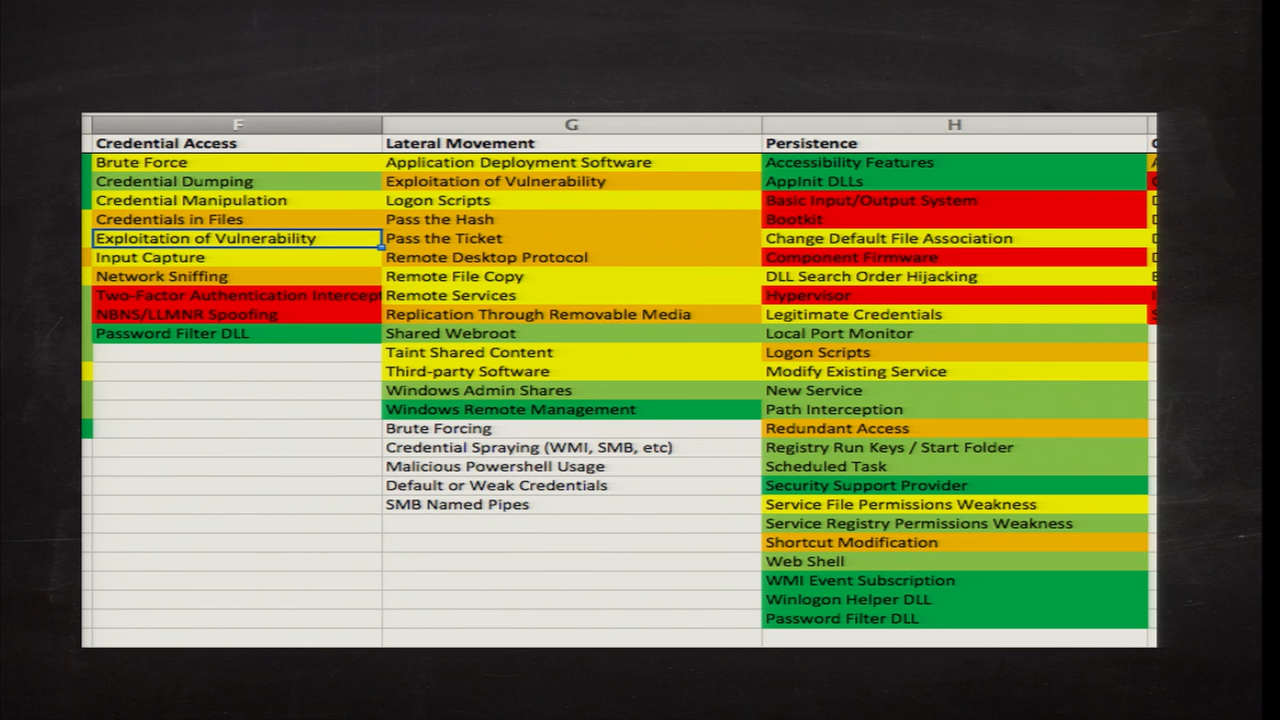 F G H
Credential Access Lateral Movement Persistence
Brute Force Application Deployment Software Accessibility Features
Credential Dumping Exploitation of Vulnerability AppInit DLLs
Credential Manipulation Logon Scripts Basic Input/Output System
Credentials in Files Pass the Hash Bootkit
Exploitation of Vulnerability Pass the Ticket Change Default File Association
Input Capture Remote Desktop Protocol Component Firmware
Network Sniffing Remote File Copy DLL Search Order Hijacking
Two-Factor Authentication Intercept Remote Services Hypervisor
NBNS/LLMNR Spoofing Replication Through Removable Media Legitimate Credentials
Password Filter DLL Shared Webroot Local Port Monitor
Taint Shared Content Logon Scripts
Third-party Software Modify Existing Service
Windows Admin Shares New Service
Windows Remote Management Path Interception
Brute Forcing Redundant Access
Credential Spraying (WMI, SMB, etc) Registry Run Keys / Start Folder
Malicious Powershell Usage Scheduled Task
Default or Weak Credentials Security Support Provider
SMB Named Pipes Service File Permissions Weakness
Service Registry Permissions Weakness
Shortcut Modification
Web Shell
WMI Event Subscription
Winlogon Helper DLL
Password Filter DLL